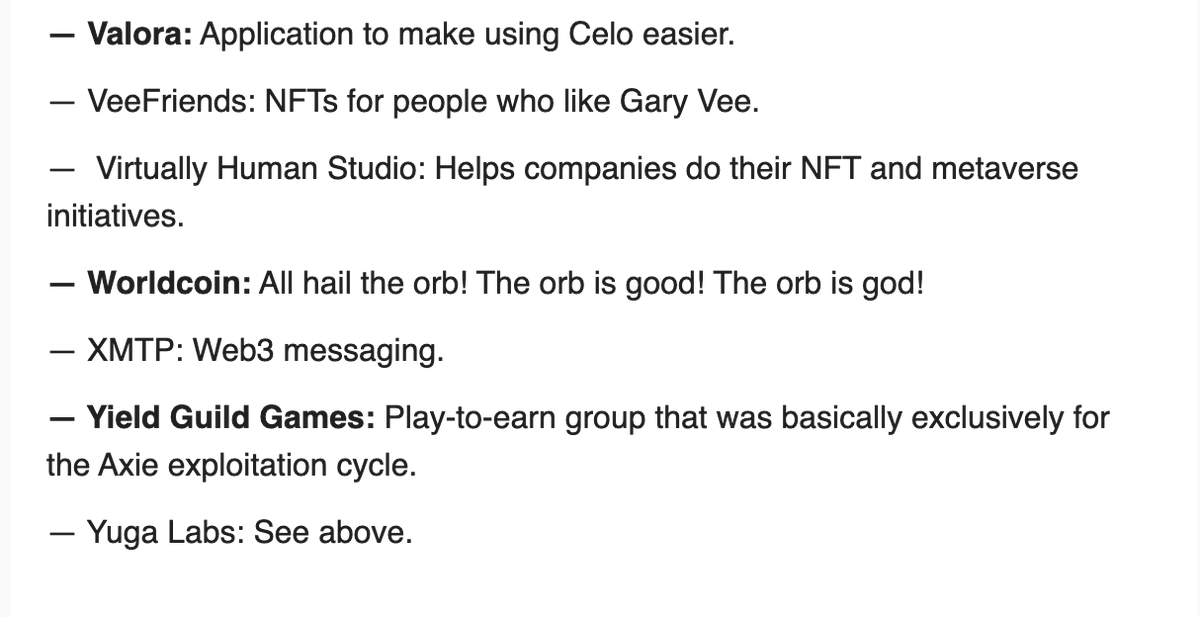 — Valora: Application to make using Celo easier.
— VeeFriends: NFTs for people who like Gary Vee.
— Virtually Human Studio: Helps companies do their NFT and metaverse
initiatives.
— Worldcoin: All hail the orb! The orb is good! The orb is god!
— XMTP: Web3 messaging.
— Yield Guild Games: Play-to-earn group that was basically exclusively for
the Axie exploitation cycle.
— Yuga Labs: See above.